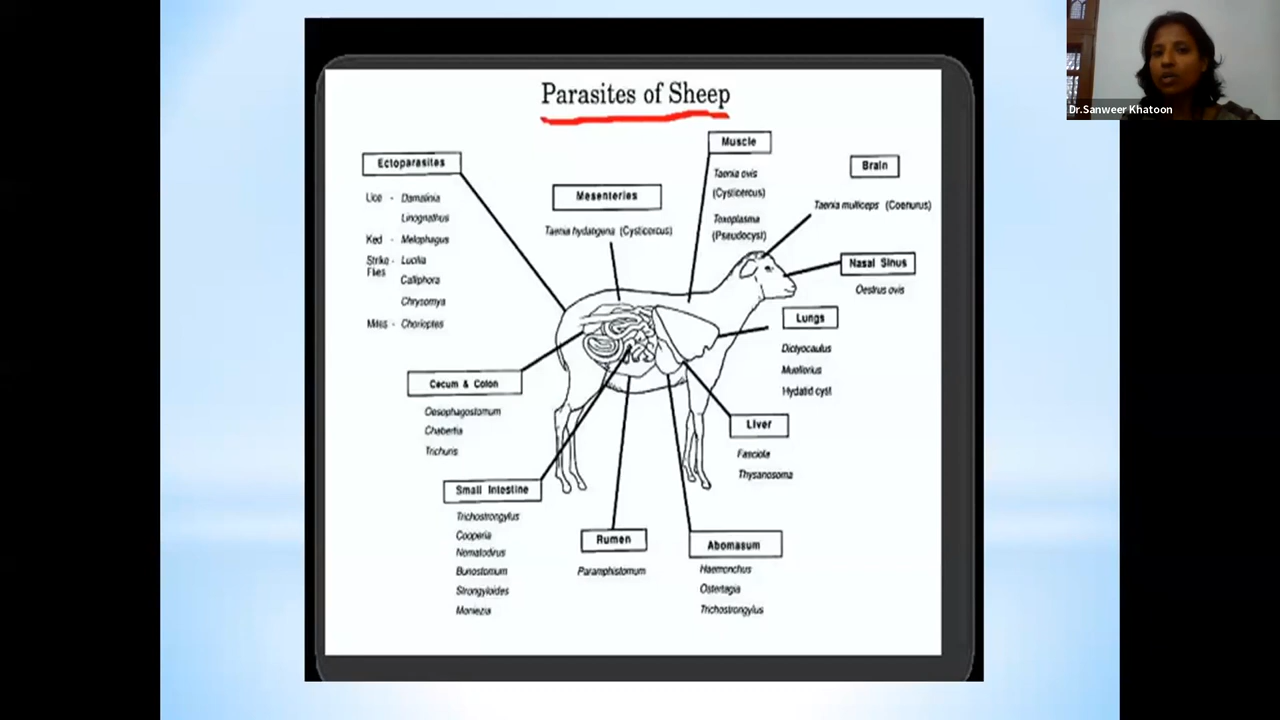 Parasites of Sheep
Dr.Sanweer Khatoon
Ectoparasites
Lice - Damalinia
Linognathus
Ked - Melophagus
Strike - Lucilia
Flies
Calliphora
Chrysomya
Mites - Chorioptes
Mesenteries
Taenia hydatigena (Cysticercus)
Muscle
Taenia ovis
(Cysticercus)
Toxoplasma
(Pseudocyst)
Brain
Taenia multiceps (Coenurus)
Nasal Sinus
Oestrus ovis
Lungs
Dictyocaulus
Muellerius
Hydatid cyst
Liver
Fasciola
Thysanosoma
Cecum & Colon
Oesophagostomum
Chabertia
Trichuris
Small Intestine
Trichostrongylus
Cooperia
Nematodirus
Bunostomum
Strongyloides
Moniezia
Rumen
Paramphistomum
Abomasum
Haemonchus
Ostertagia
Trichostrongylus